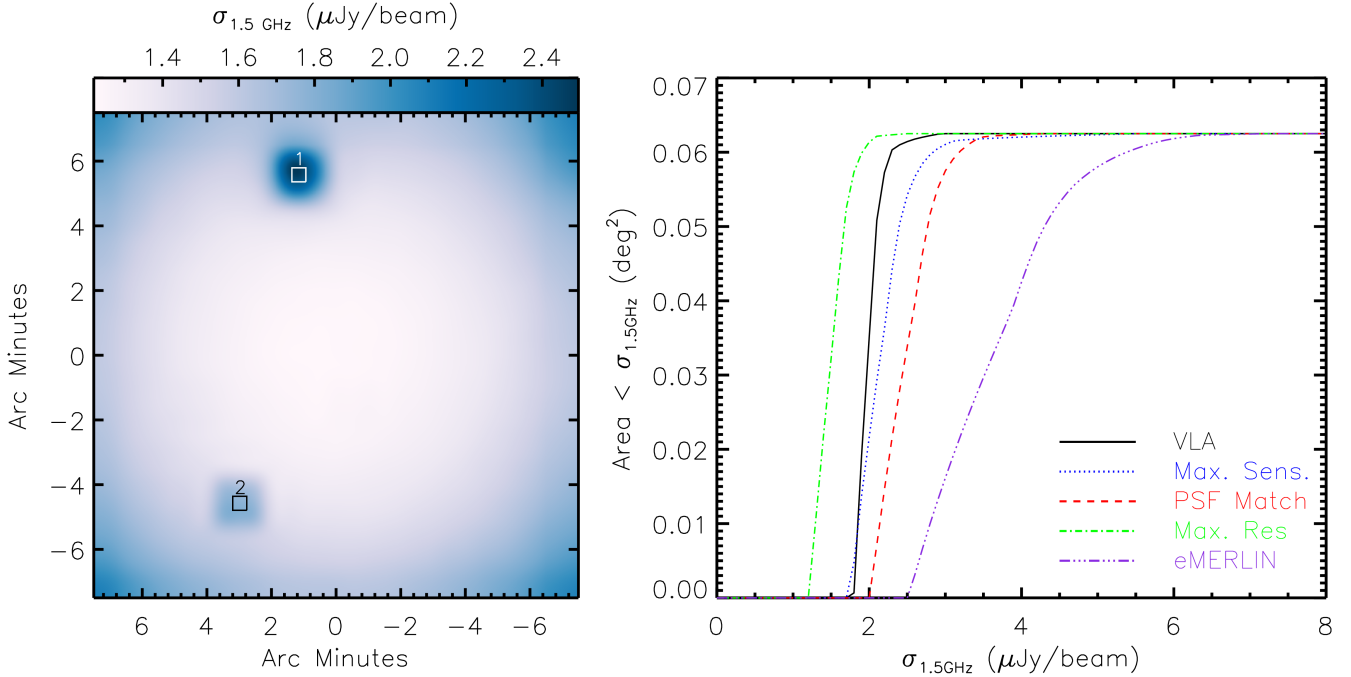 σ1.5 GHz (μJy/beam)
1.4 1.6 1.8 2.0 2.2 2.4
1
2
6
4
2
0
−2
−4
−6
Arc Minutes
6 4 2 0 −2 −4 −6
Arc Minutes
0.07
0.06
0.05
0.04
0.03
0.02
0.01
0.00
Area < σ1.5GHz (deg2)
VLA
Max. Sens.
PSF Match
Max. Res
eMERLIN
0 2 4 6 8
σ1.5GHz (μJy/beam)